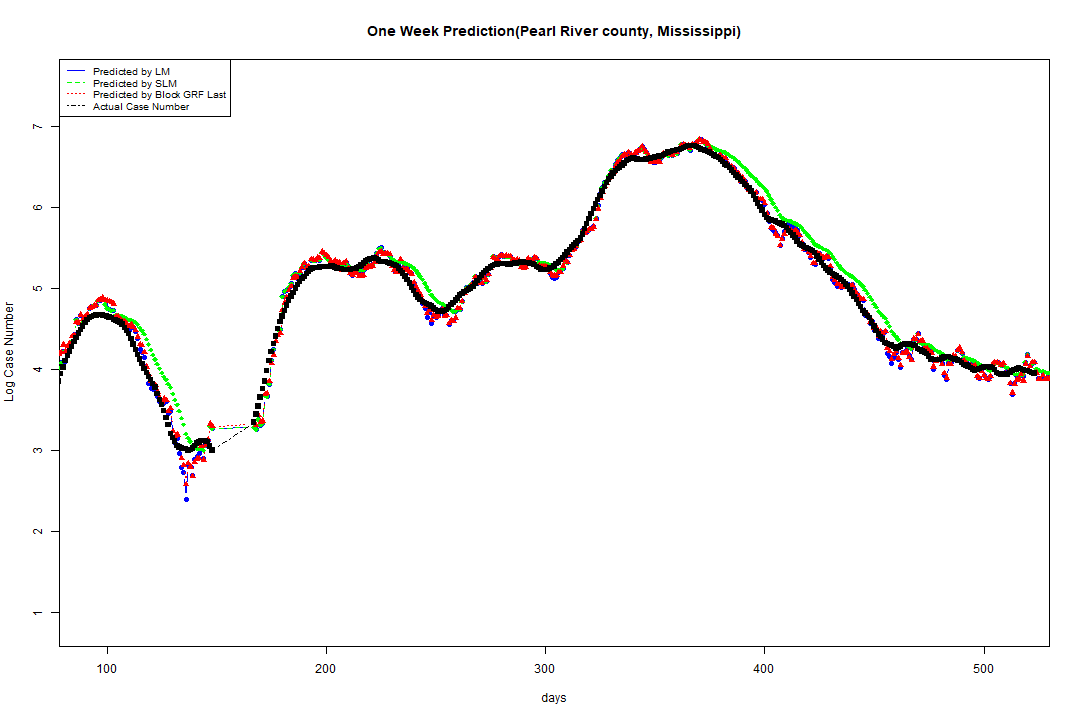 One Week Prediction(Pearl River county, Mississippi)
Predicted by LM
Predicted by SLM
Predicted by Block GRF Last
Actual Case Number
Log Case Number
7
6
5
4
3
2
1
100 200 300 400 500
days